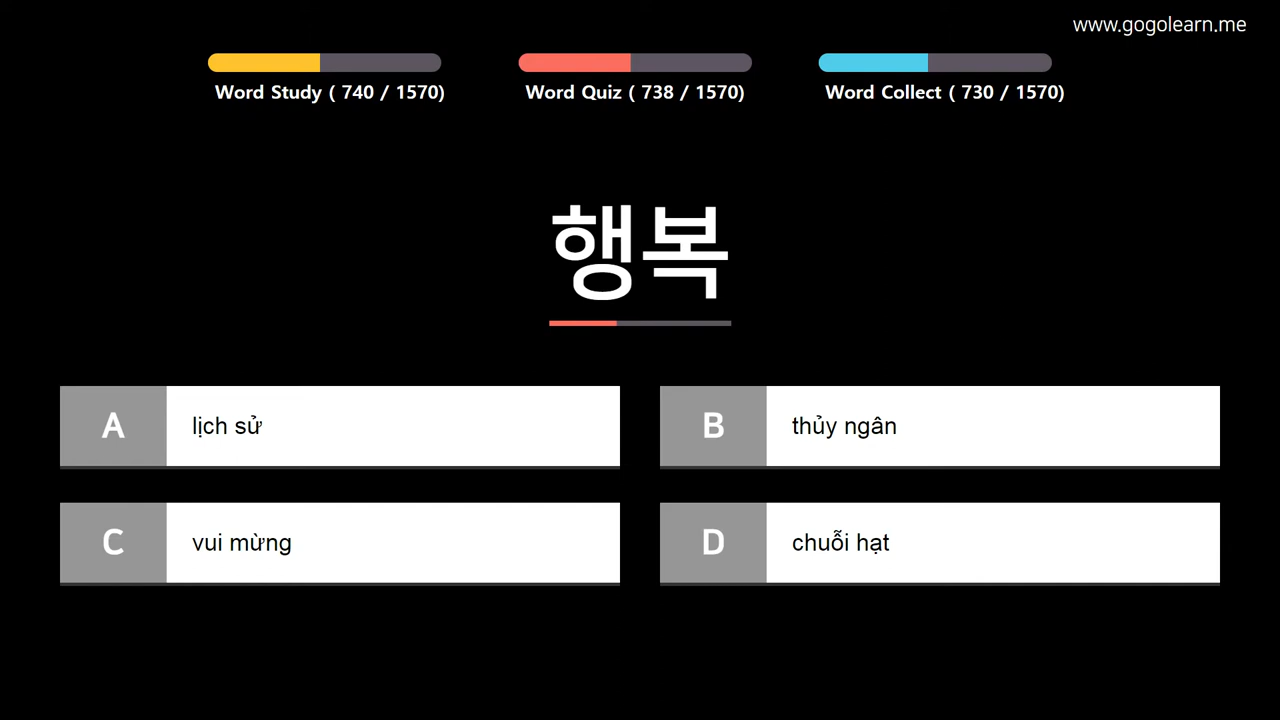 www.gogolearn.me
Word Study ( 740 / 1570)
Word Quiz ( 738 / 1570)
Word Collect ( 730 / 1570)
행복
A
lịch sử
B
thủy ngân
C
vui mừng
D
chuỗi hạt